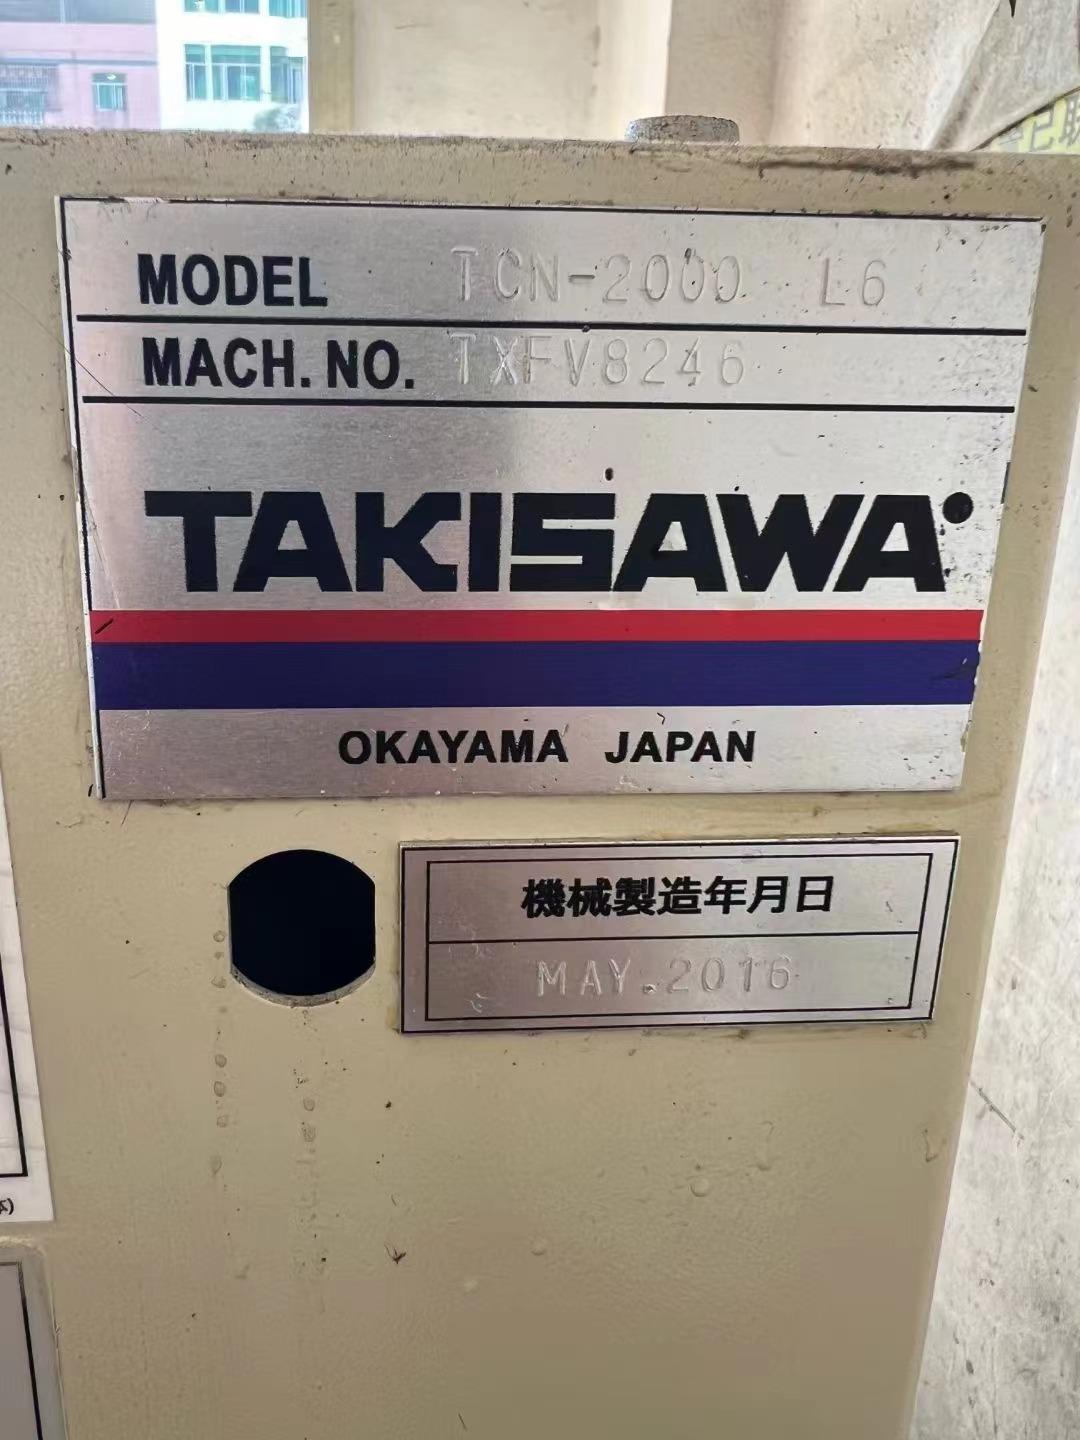 MODEL TCN-2000 L6
MACH. NO. TXFV8246
TAKISAWA
OKAYAMA JAPAN
機械製造年月日
MAY.2016